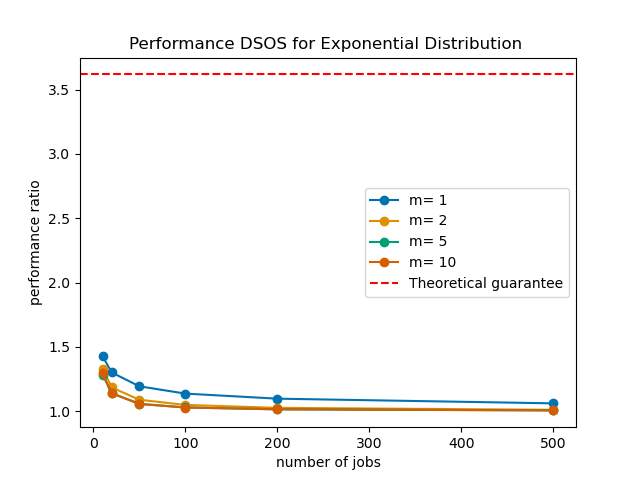 Performance DSOS for Exponential Distribution
performance ratio
3.5
3.0
2.5
2.0
1.5
1.0
m= 1
m= 2
m= 5
m= 10
Theoretical guarantee
0
100
200
300
400
500
number of jobs